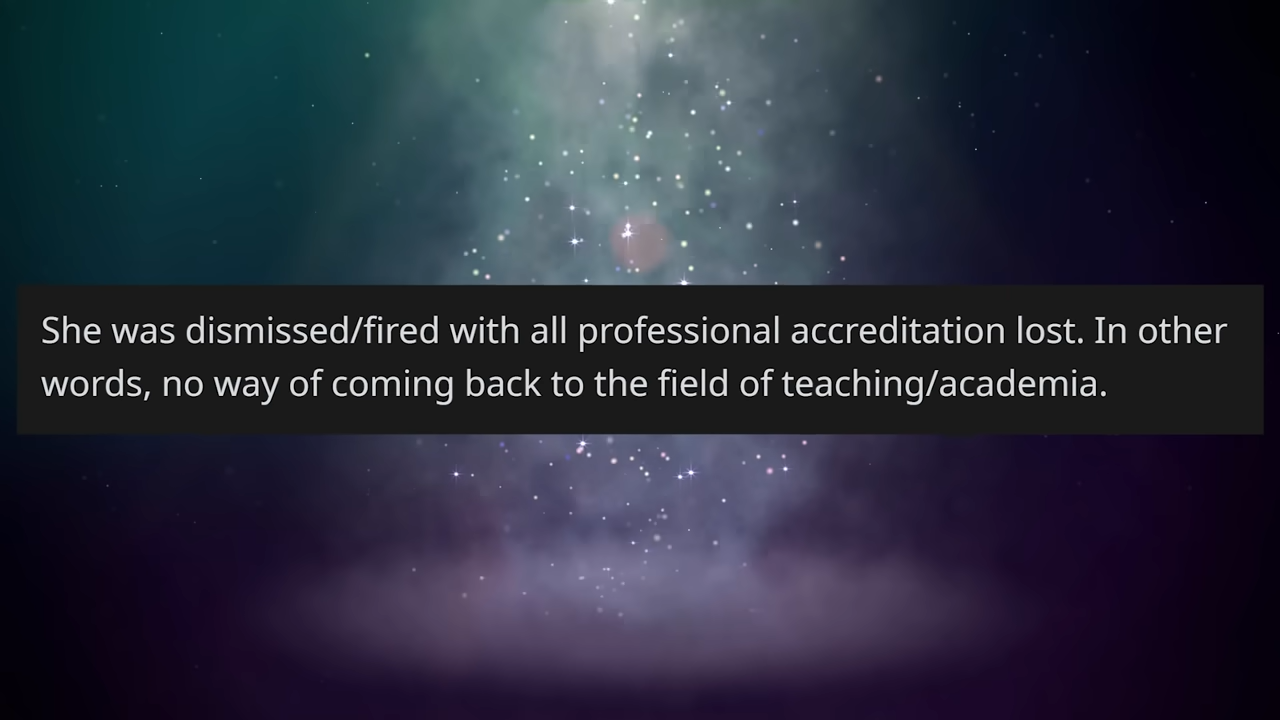 She was dismissed/fired with all professional accreditation lost. In other
words, no way of coming back to the field of teaching/academia.